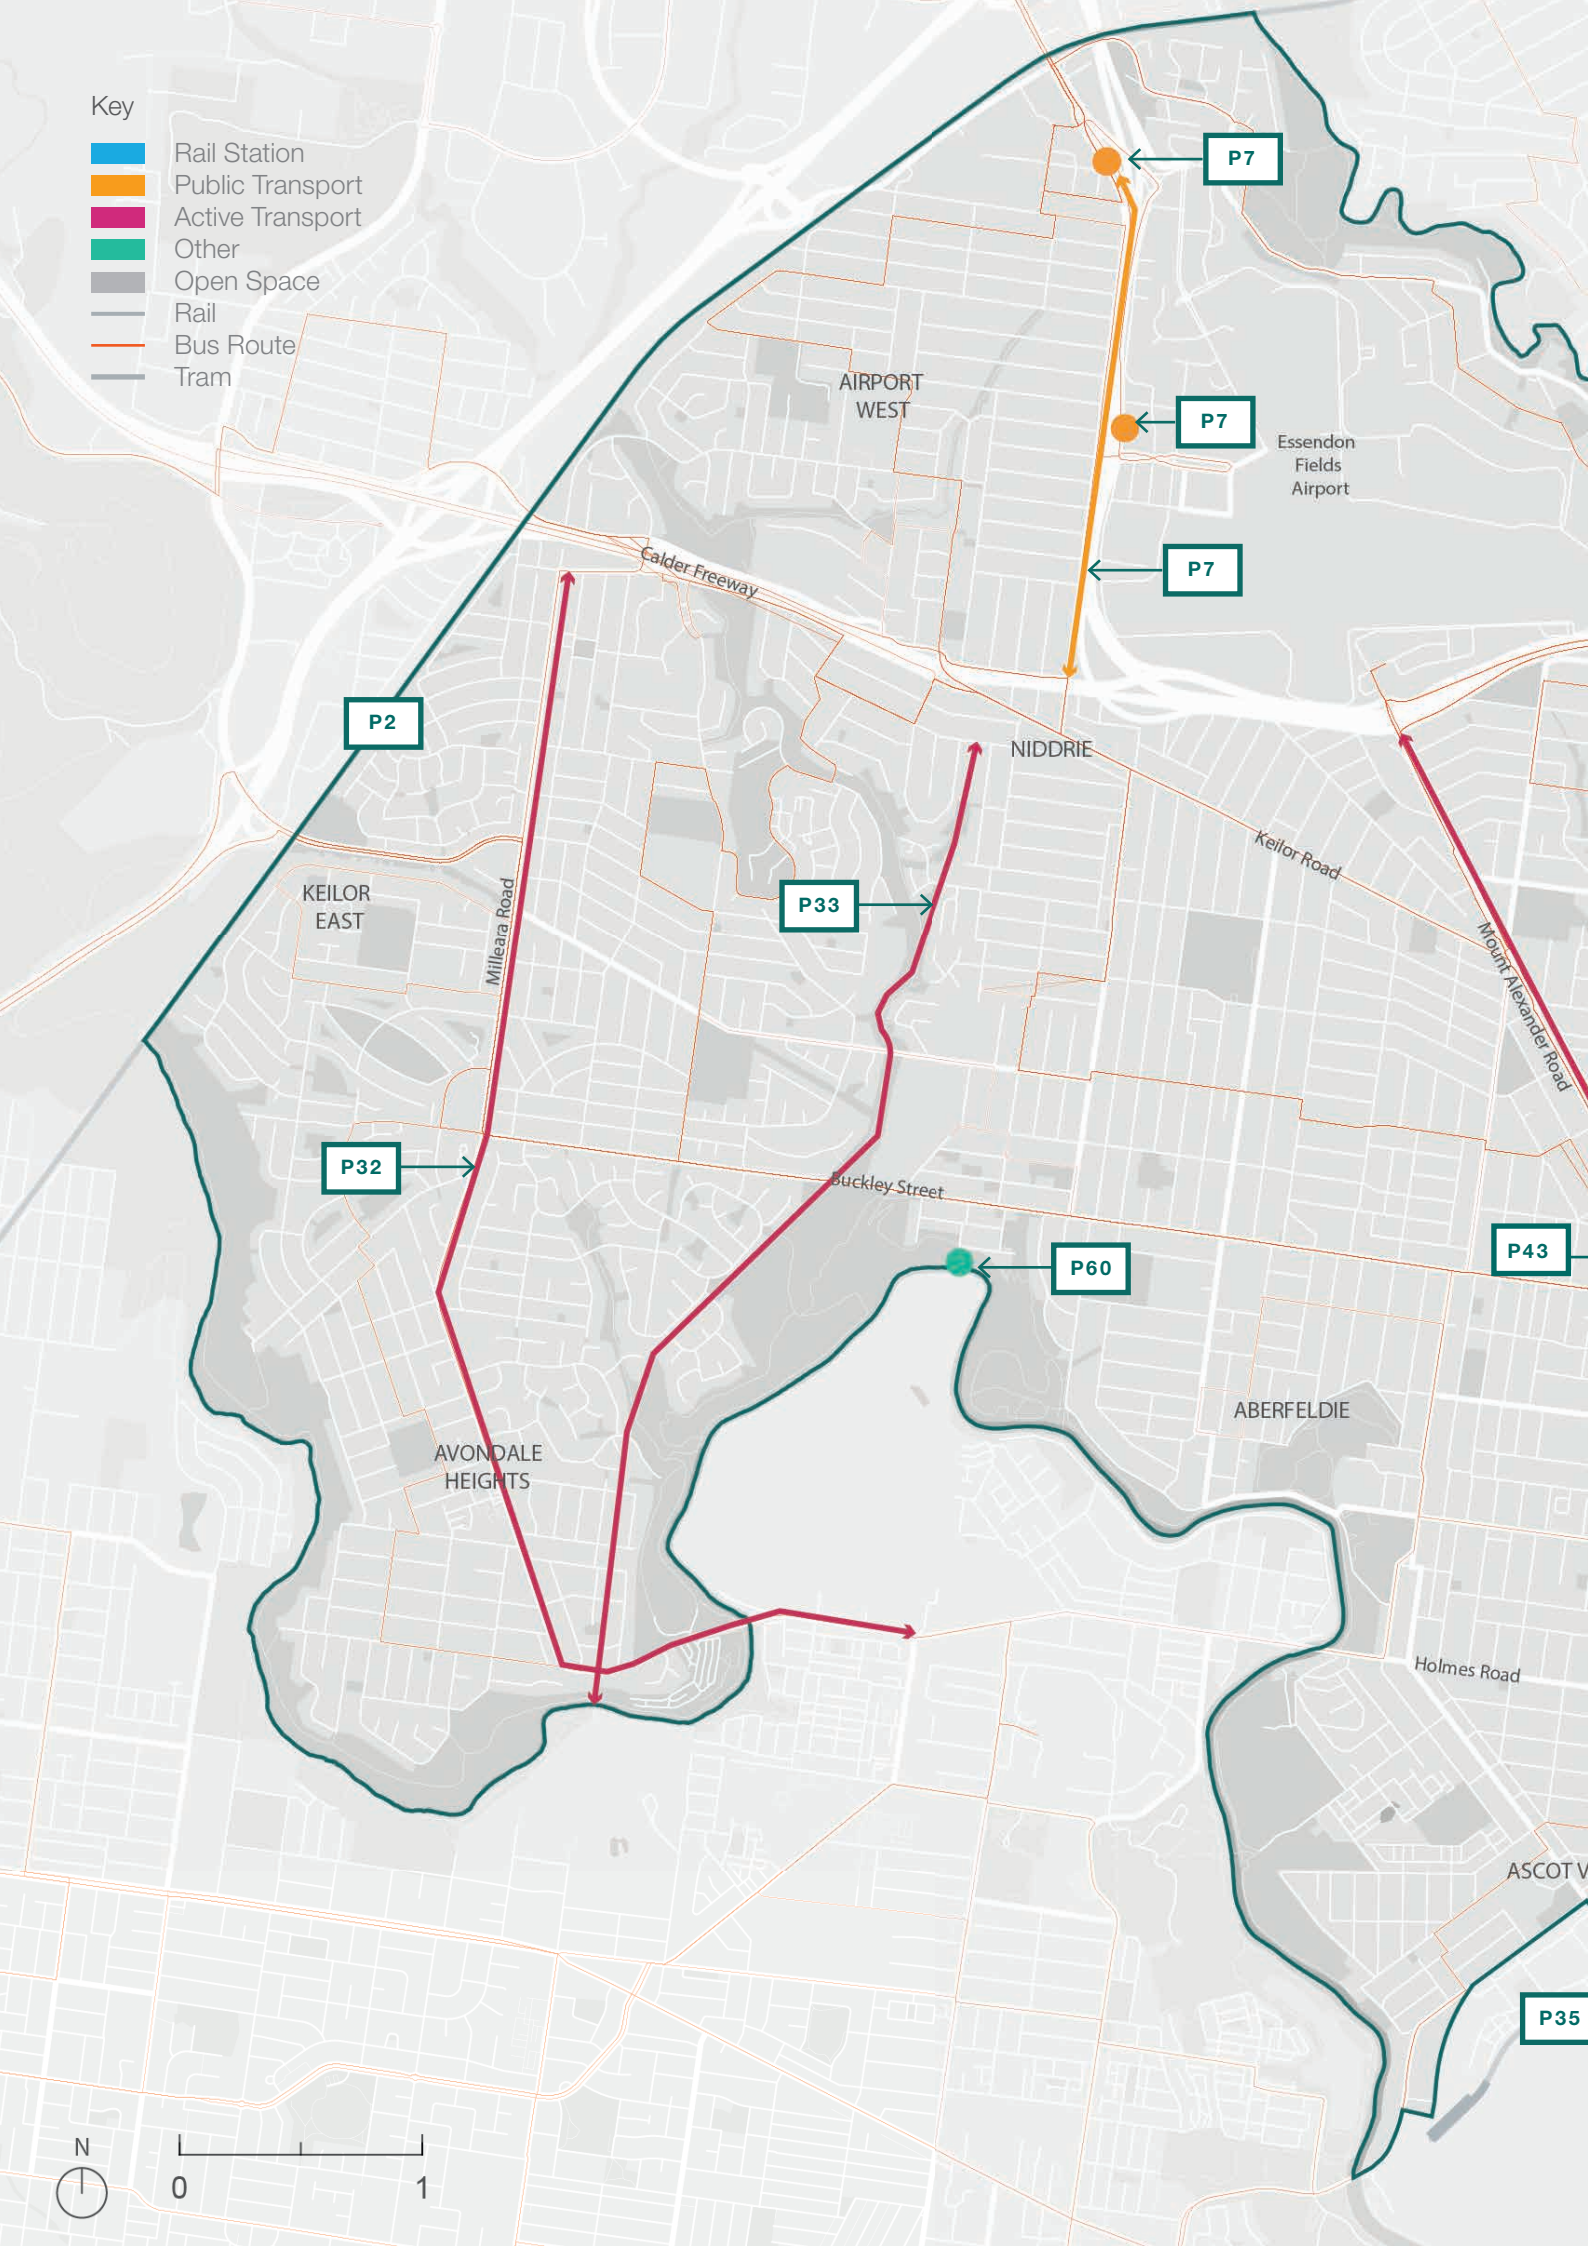 Key
Rail Station
Public Transport
Active Transport
Other
Open Space
Rail
Bus Route
Tram
P7
AIRPORT
WEST
P7
Essendon
Fields
Airport
Calder Freeway
P7
P2
NIDDRIE
Keilor Road
KEILOR
EAST
Milleara Road
P33
Mount Alexander Road
P32
Buckley Street
P43
P60
ABERFELDIE
AVONDALE
HEIGHTS
Holmes Road
ASCOT V
P35
N
0
1